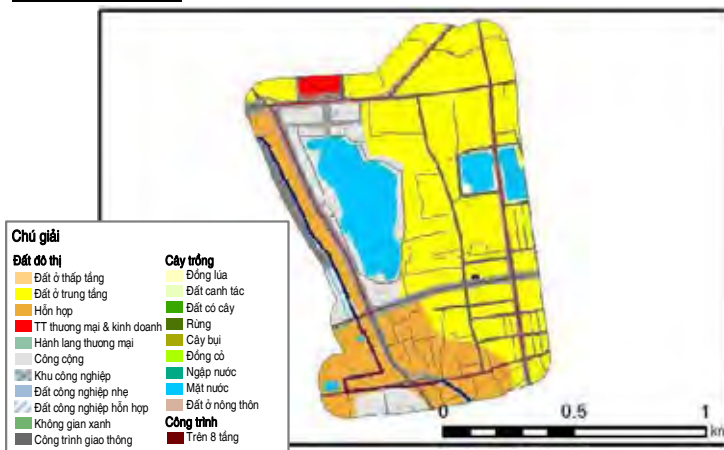 Chú giải
Đất đô thị
Đất ở thấp tầng
Đất ở trung tầng
Hỗn hợp
TT thương mại & kinh doanh
Hành lang thương mại
Công cộng
Khu công nghiệp
Đất công nghiệp nhẹ
Đất công nghiệp hỗn hợp
Không gian xanh
Công trình giao thông
Cây trồng
Đồng lúa
Đất canh tác
Đất có cây
Rừng
Cây bụi
Đồng cỏ
Ngập nước
Mặt nước
Đất ở nông thôn
Công trình
Trên 8 tầng
0 0.5 1
km